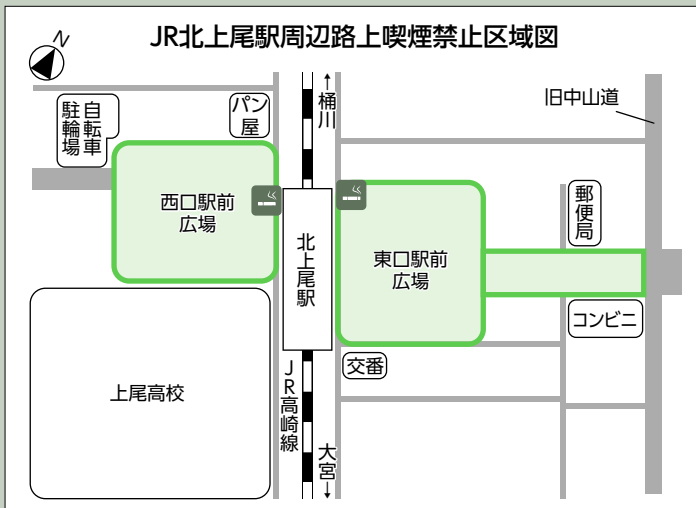 JR北上尾駅周辺路上喫煙禁止区域図
N
↑桶川
旧中山道
自転車
駐輪場
パン
屋
西口駅前
広場
北上尾駅
東口駅前
広場
郵便局
コンビニ
交番
上尾高校
JR高崎線
大宮↓